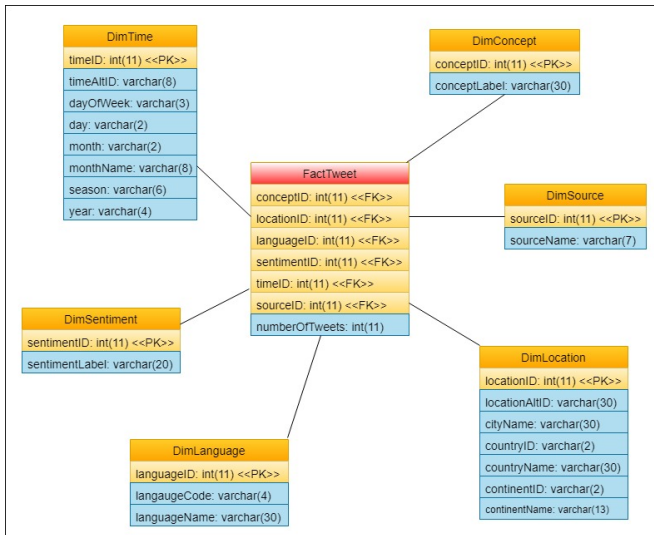 DimTime
timeID: int(11) <<PK>>
timeAltID: varchar(8)
dayOfWeek: varchar(3)
day: varchar(2)
month: varchar(2)
monthName: varchar(8)
season: varchar(6)
year: varchar(4)
DimConcept
conceptID: int(11) <<PK>>
conceptLabel: varchar(30)
FactTweet
conceptID: int(11) <<FK>>
locationID: int(11) <<FK>>
languageID: int(11) <<FK>>
sentimentID: int(11) <<FK>>
timeID: int(11) <<FK>>
sourceID: int(11) <<FK>>
numberOfTweets: int(11)
DimSource
sourceID: int(11) <<PK>>
sourceName: varchar(7)
DimSentiment
sentimentID: int(11) <<PK>>
sentimentLabel: varchar(20)
DimLocation
locationID: int(11) <<PK>>
locationAltID: varchar(30)
cityName: varchar(30)
countryID: varchar(2)
countryName: varchar(30)
continentID: varchar(2)
continentName: varchar(13)
DimLanguage
languageID: int(11) <<PK>>
langaugeCode: varchar(4)
languageName: varchar(30)